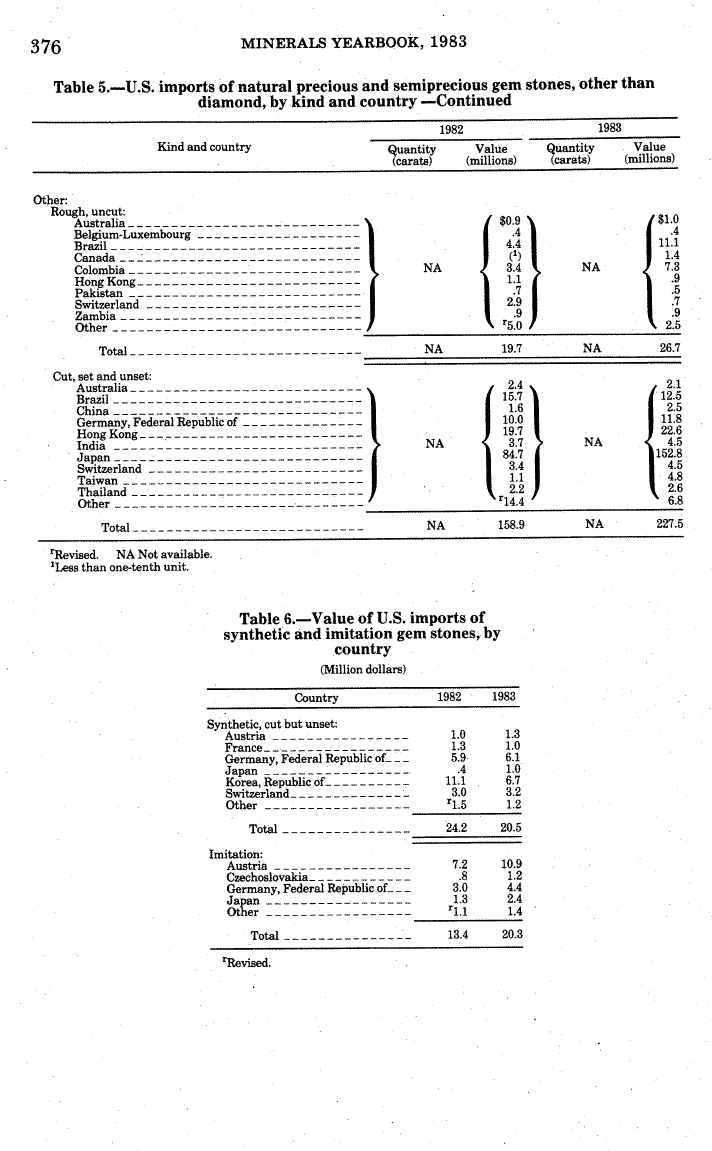 376
MINERALS YEARBOOK, 1983
Table 5.—U.S. imports of natural precious and semiprecious gem stones, other than
diamond, by kind and country —Continued
1982 1983
Kind and country Quantity (carats) Value (millions) Quantity (carats) Value (millions)
Other:
Rough, uncut:
Australia $0.9 $1.0
Belgium-Luxembourg .4 .4
Brazil 4.4 11.1
Canada (¹) 1.4
Colombia NA 3.4 NA 7.3
Hong Kong 1.1 .9
Pakistan .7 .5
Switzerland 2.9 .7
Zambia .9 .9
Other ʳ5.0 2.5
Total NA 19.7 NA 26.7
Cut, set and unset:
Australia 2.4 2.1
Brazil 15.7 12.5
China 1.6 2.5
Germany, Federal Republic of 10.0 11.8
Hong Kong 19.7 22.6
India NA 3.7 NA 4.5
Japan 84.7 152.8
Switzerland 3.4 4.5
Taiwan 1.1 4.8
Thailand 2.2 2.6
Other ʳ14.4 6.8
Total NA 158.9 NA 227.5
ʳRevised. NA Not available.
¹Less than one-tenth unit.
Table 6.—Value of U.S. imports of
synthetic and imitation gem stones, by
country
(Million dollars)
Country 1982 1983
Synthetic, cut but unset:
Austria 1.0 1.3
France 1.3 1.0
Germany, Federal Republic of 5.9 6.1
Japan .4 1.0
Korea, Republic of 11.1 6.7
Switzerland 3.0 3.2
Other ʳ1.5 1.2
Total 24.2 20.5
Imitation:
Austria 7.2 10.9
Czechoslovakia .8 1.2
Germany, Federal Republic of 3.0 4.4
Japan 1.3 2.4
Other ʳ1.1 1.4
Total 13.4 20.3
ʳRevised.